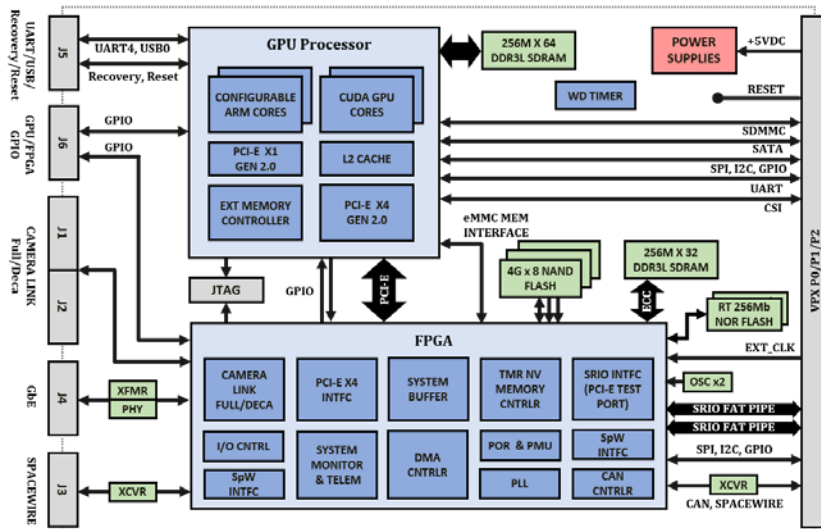 UART/USB/
Recovery/Reset
J5
UART4, USB0
Recovery, Reset
GPU/FPGA
GPIO
J6
GPIO
GPIO
CAMERA LINK
Full/Deca
J1
J2
GbE
J4
XFMR
PHY
SPACEWIRE
J3
XCVR
GPU Processor
CONFIGURABLE
ARM CORES
CUDA GPU
CORES
PCI-E X1
GEN 2.0
L2 CACHE
EXT MEMORY
CONTROLLER
PCI-E X4
GEN 2.0
256M X 64
DDR3L SDRAM
POWER
SUPPLIES
+5VDC
WD TIMER
RESET
SDMMC
SATA
SPI, I2C, GPIO
UART
CSI
eMMC MEM
INTERFACE
JTAG
GPIO
PCI-E
4G x 8 NAND
FLASH
256M X 32
DDR3L SDRAM
ECC
RT 256Mb
NOR FLASH
EXT_CLK
OSC x2
SRIO FAT PIPE
SRIO FAT PIPE
SPI, I2C, GPIO
XCVR
CAN, SPACEWIRE
VPX P0/P1/P2
FPGA
CAMERA
LINK
FULL/DECA
PCI-E X4
INTFC
SYSTEM
BUFFER
TMR NV
MEMORY
CNTRLR
SRIO INTFC
(PCI-E TEST
PORT)
I/O CNTRL
SpW
INTFC
SYSTEM
MONITOR
& TELEM
DMA
CNTRLR
POR & PMU
PLL
SpW
INTFC
CAN
CNTRLR